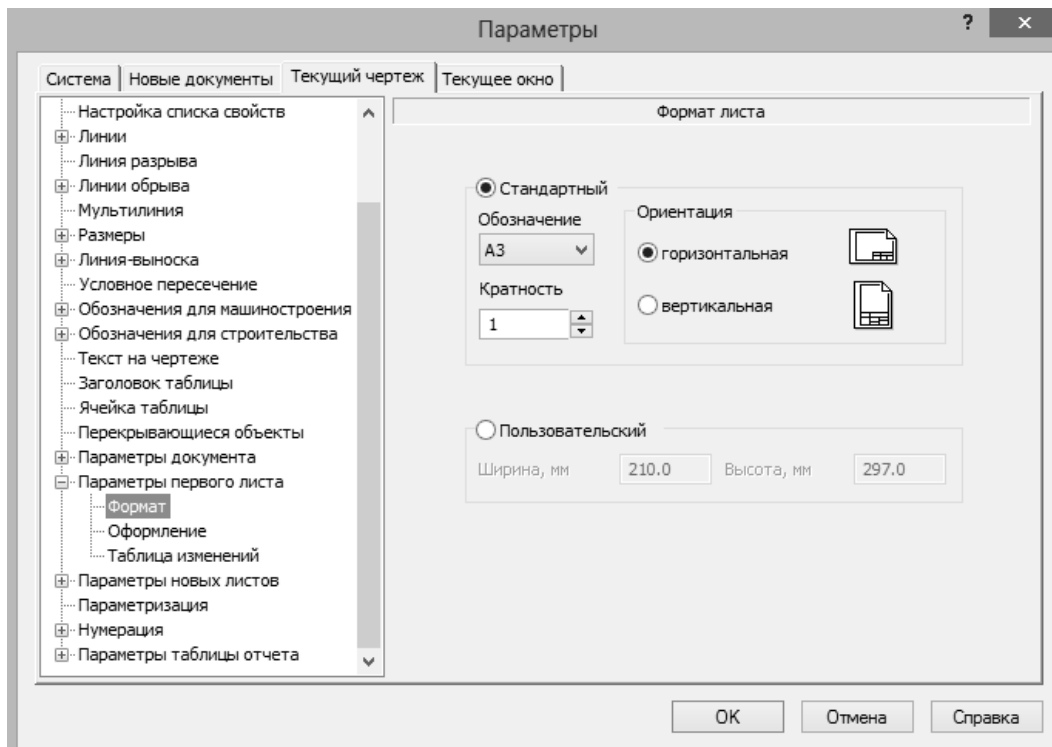 Параметры
?
×
Система
Новые документы
Текущий чертеж
Текущее окно
Настройка списка свойств
Линии
Линия разрыва
Линии обрыва
Мультилиния
Размеры
Линия-выноска
Условное пересечение
Обозначения для машиностроения
Обозначения для строительства
Текст на чертеже
Заголовок таблицы
Ячейка таблицы
Перекрывающиеся объекты
Параметры документа
Параметры первого листа
Формат
Оформление
Таблица изменений
Параметры новых листов
Параметризация
Нумерация
Параметры таблицы отчета
Формат листа
Стандартный
Обозначение
А3
Кратность
1
Ориентация
горизонтальная
вертикальная
Пользовательский
Ширина, мм 210.0 Высота, мм 297.0
OK Отмена Справка